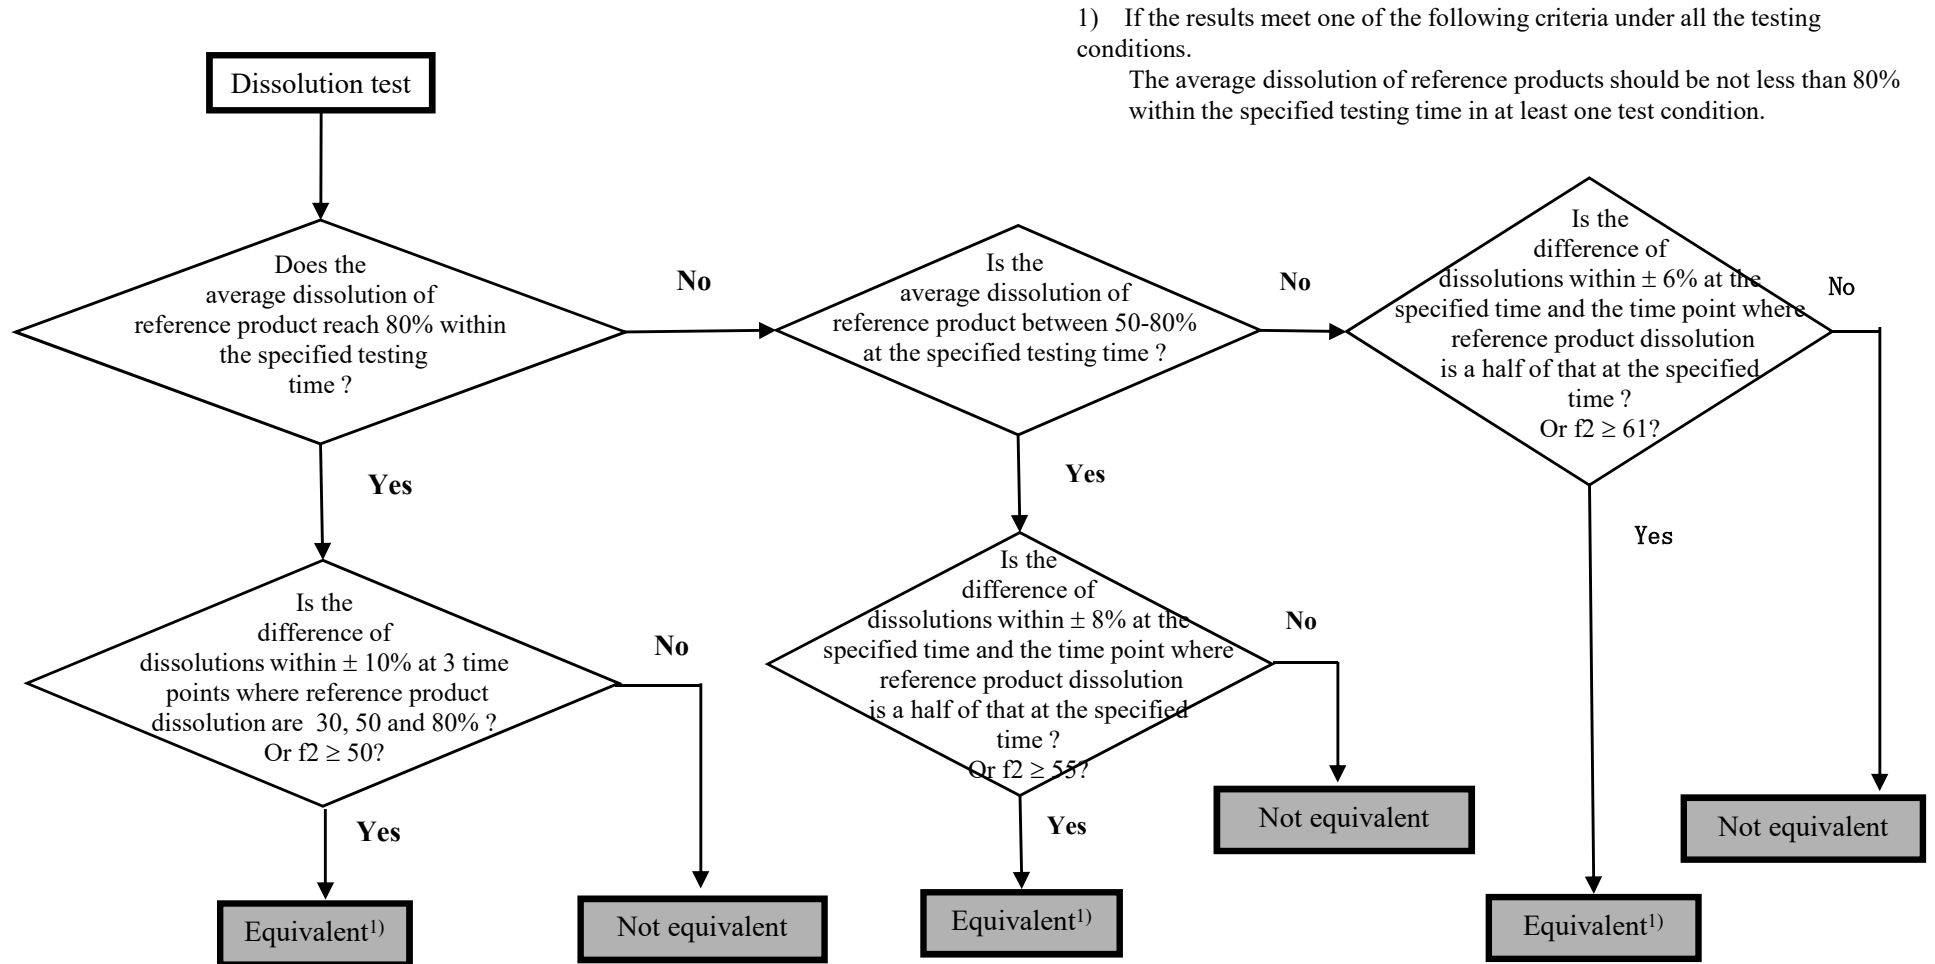 1) If the results meet one of the following criteria under all the testing
conditions.
The average dissolution of reference products should be not less than 80%
within the specified testing time in at least one test condition.
Dissolution test
Does the
average dissolution of
reference product reach 80% within
the specified testing
time ?
No
Is the
average dissolution of
reference product between 50-80%
at the specified testing time ?
No
Is the
difference of
dissolutions within ± 6% at the
specified time and the time point where
reference product dissolution
is a half of that at the specified
time ?
Or f2 ≥ 61?
No
Yes
Yes
Yes
Is the
difference of
dissolutions within ± 10% at 3 time
points where reference product
dissolution are 30, 50 and 80% ?
Or f2 ≥ 50?
No
Is the
difference of
dissolutions within ± 8% at the
specified time and the time point where
reference product dissolution
is a half of that at the specified
time ?
Or f2 ≥ 55?
No
Yes
Yes
Not equivalent
Not equivalent
Equivalent1)
Not equivalent
Equivalent1)
Equivalent1)